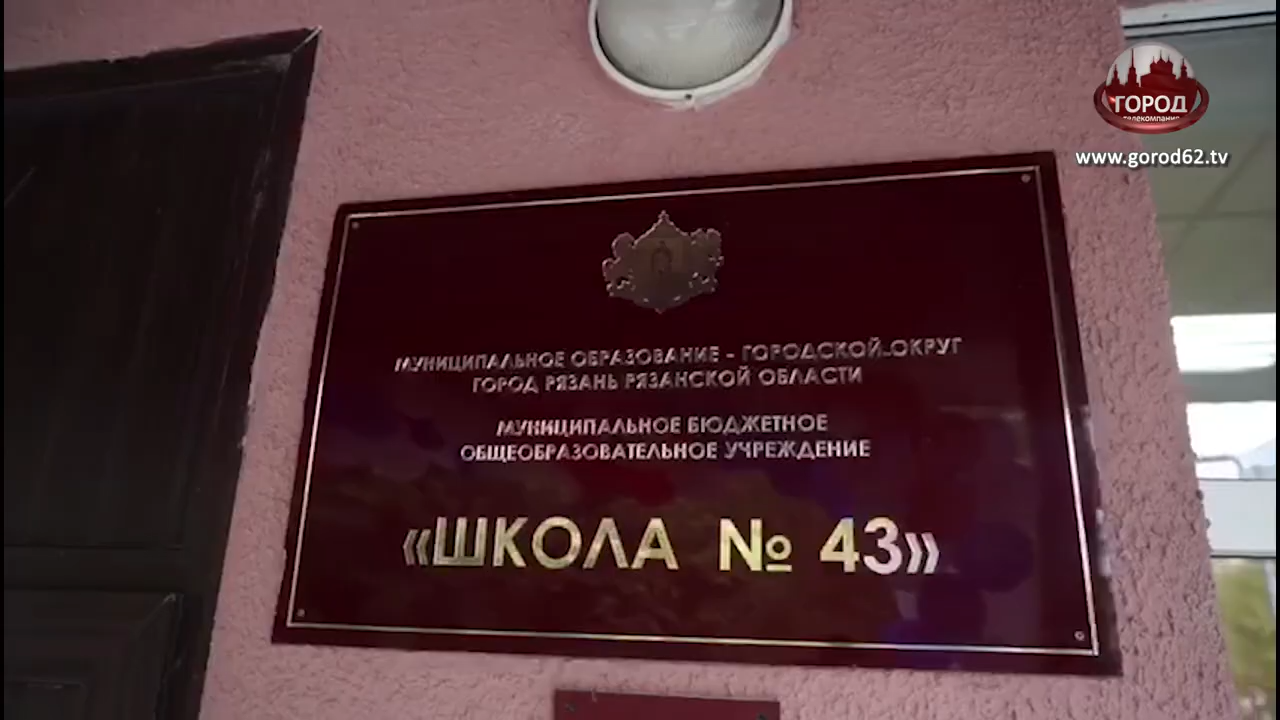 ГОРОД
телекомпания
www.gorod62.tv
МУНИЦИПАЛЬНОЕ ОБРАЗОВАНИЕ - ГОРОДСКОЙ ОКРУГ
ГОРОД РЯЗАНЬ РЯЗАНСКОЙ ОБЛАСТИ
МУНИЦИПАЛЬНОЕ БЮДЖЕТНОЕ
ОБЩЕОБРАЗОВАТЕЛЬНОЕ УЧРЕЖДЕНИЕ
«ШКОЛА № 43»